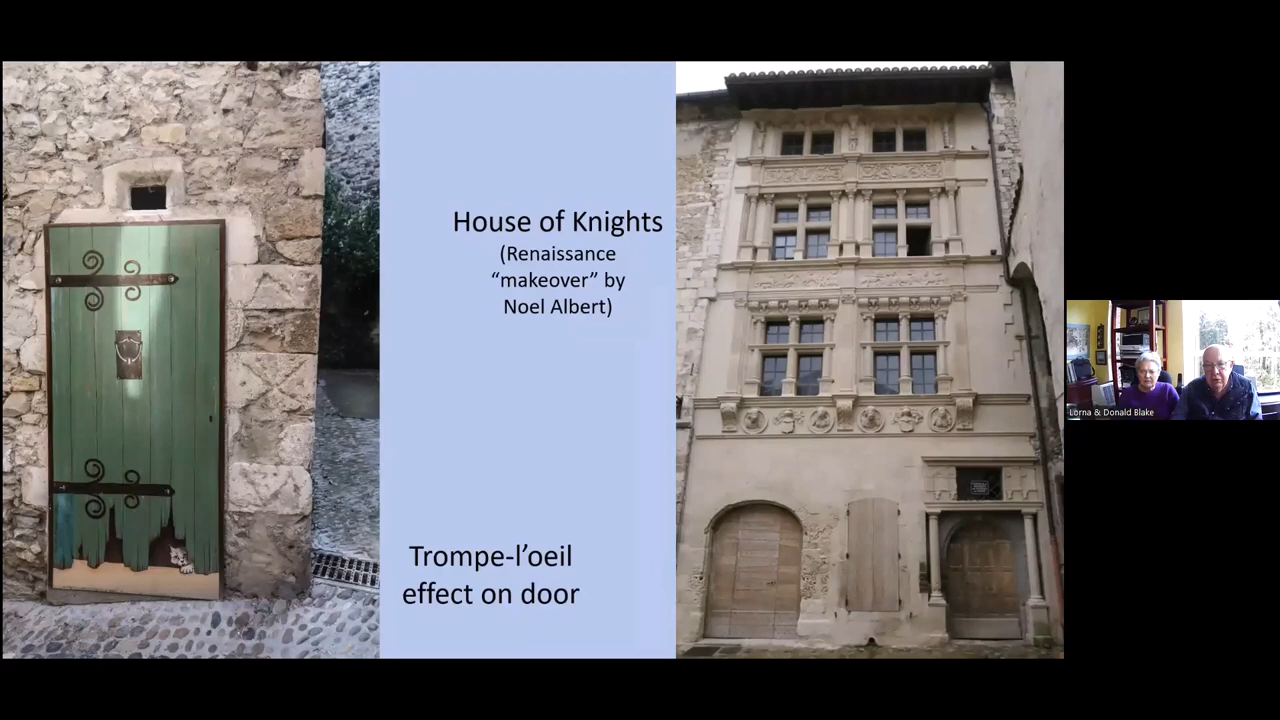 House of Knights
(Renaissance
“makeover” by
Noel Albert)
Trompe-l’oeil
effect on door
Lorna & Donald Blake